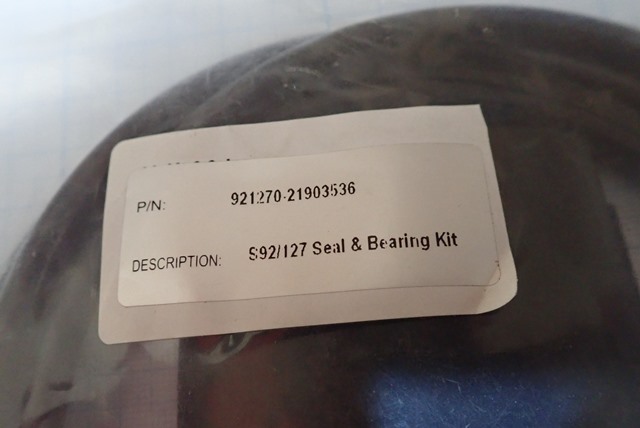 P/N: 921270-21903536
DESCRIPTION: S92/127 Seal & Bearing Kit